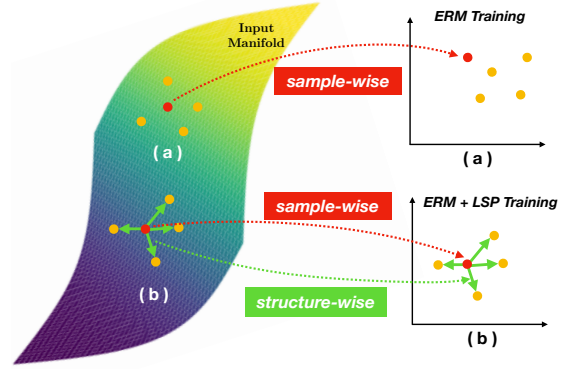 Input
Manifold
ERM Training
sample-wise
( a )
( a )
ERM + LSP Training
sample-wise
structure-wise
( b )
( b )